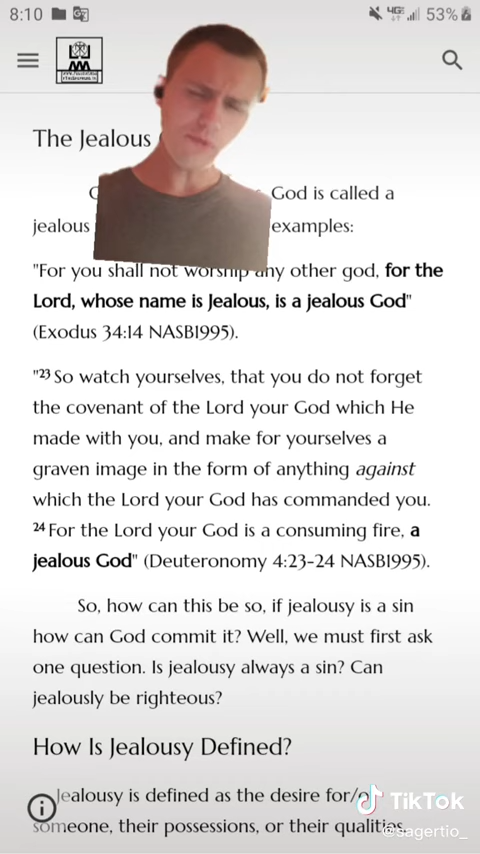 8:10
53%
The Jealous
God is called a
jealous examples:
"For you shall not worship any other god, for the
Lord, whose name is Jealous, is a jealous God"
(Exodus 34:14 NASB1995).
"23 So watch yourselves, that you do not forget
the covenant of the Lord your God which He
made with you, and make for yourselves a
graven image in the form of anything against
which the Lord your God has commanded you.
24 For the Lord your God is a consuming fire, a
jealous God" (Deuteronomy 4:23-24 NASB1995).
So, how can this be so, if jealousy is a sin
how can God commit it? Well, we must first ask
one question. Is jealousy always a sin? Can
jealously be righteous?
How Is Jealousy Defined?
Jealousy is defined as the desire for/o
someone, their possessions, or their qualities
TikTok
@sagertio_